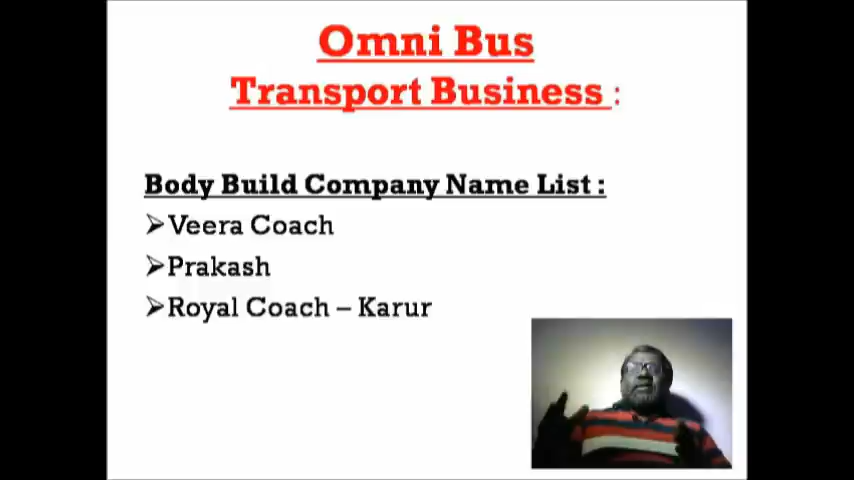 Omni Bus
Transport Business :
Body Build Company Name List :
➢Veera Coach
➢Prakash
➢Royal Coach – Karur